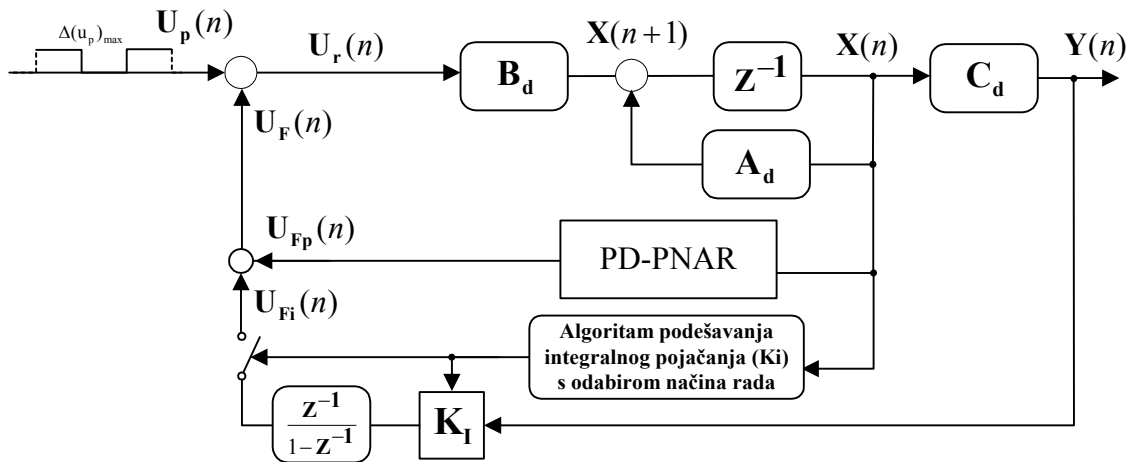 Δ(u_p)_max
U_p(n)
U_r(n)
B_d
X(n+1)
Z^{-1}
X(n)
C_d
Y(n)
U_F(n)
A_d
U_Fp(n)
PD-PNAR
U_Fi(n)
Algoritam podešavanja
integralnog pojačanja (Ki)
s odabirom načina rada
Z^{-1}
1-Z^{-1}
K_I